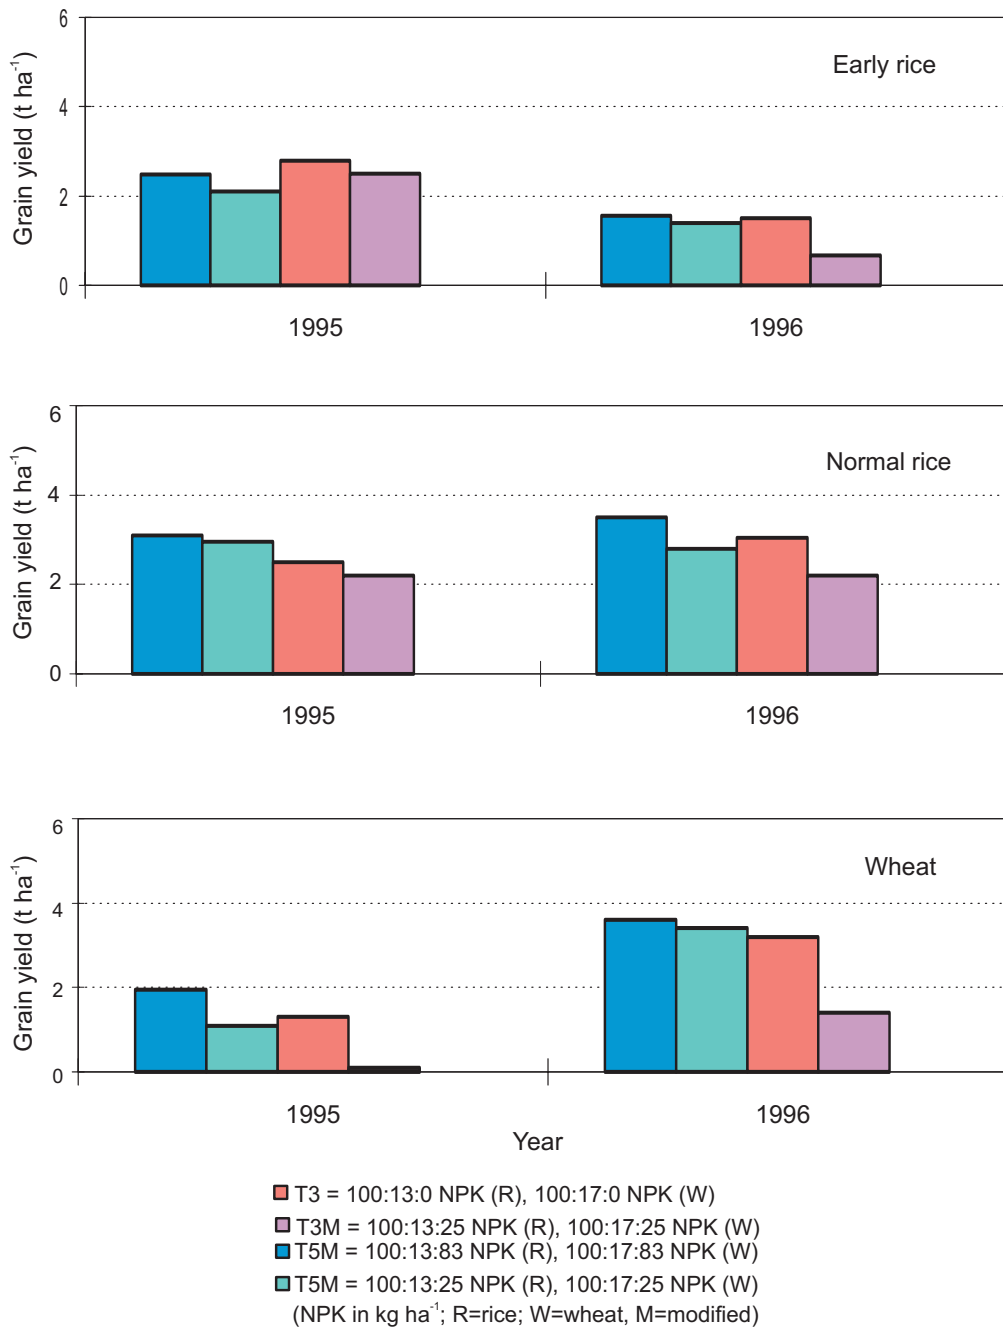 6
4
2
0
Grain yield (t ha⁻¹)
Early rice
1995
1996
6
4
2
0
Grain yield (t ha⁻¹)
Normal rice
1995
1996
6
4
2
0
Grain yield (t ha⁻¹)
Wheat
1995
1996
Year
T3 = 100:13:0 NPK (R), 100:17:0 NPK (W)
T3M = 100:13:25 NPK (R), 100:17:25 NPK (W)
T5M = 100:13:83 NPK (R), 100:17:83 NPK (W)
T5M = 100:13:25 NPK (R), 100:17:25 NPK (W)
(NPK in kg ha⁻¹; R=rice; W=wheat, M=modified)